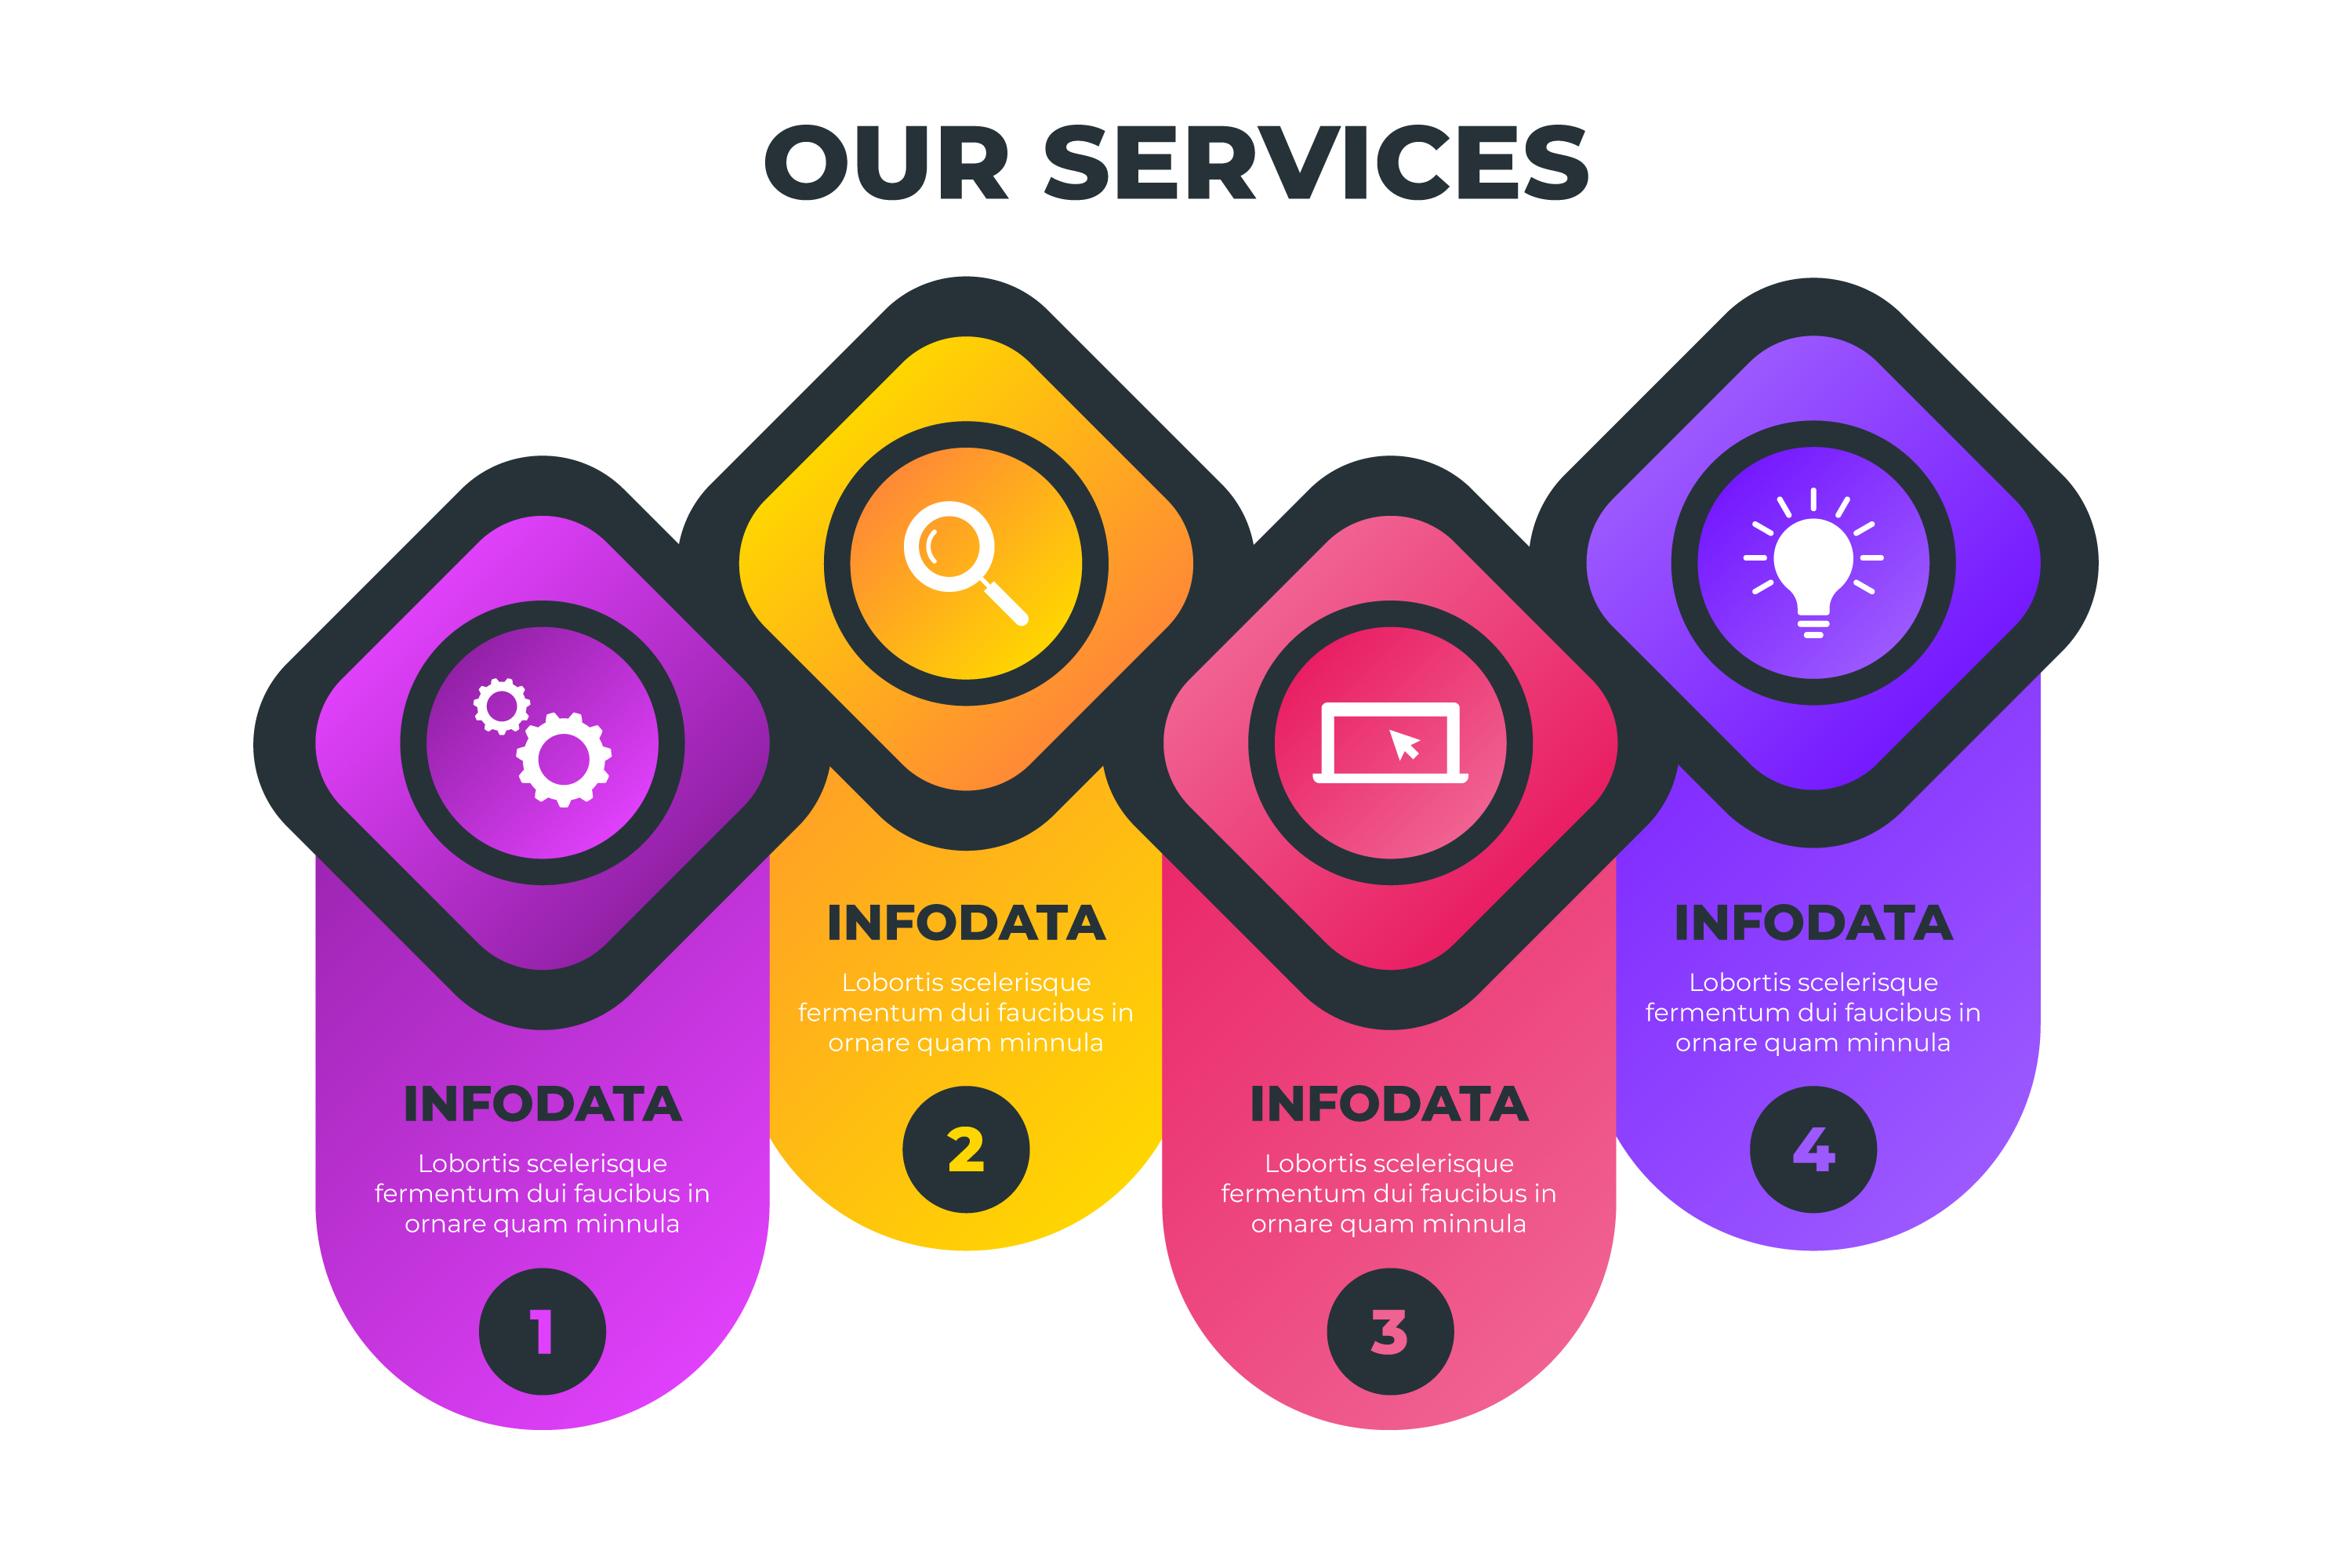 OUR SERVICES
INFODATA
Lobortis scelerisque
fermentum dui faucibus in
ornare quam minnula
1
INFODATA
Lobortis scelerisque
fermentum dui faucibus in
ornare quam minnula
2
INFODATA
Lobortis scelerisque
fermentum dui faucibus in
ornare quam minnula
3
INFODATA
Lobortis scelerisque
fermentum dui faucibus in
ornare quam minnula
4